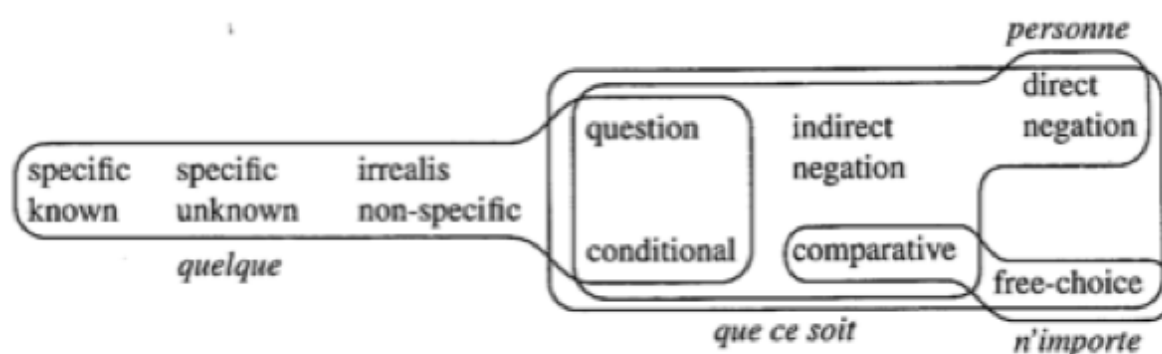 personne
direct
negation
question
indirect
negation
specific
known
specific
unknown
irrealis
non-specific
conditional
comparative
free-choice
quelque
que ce soit
n'importe